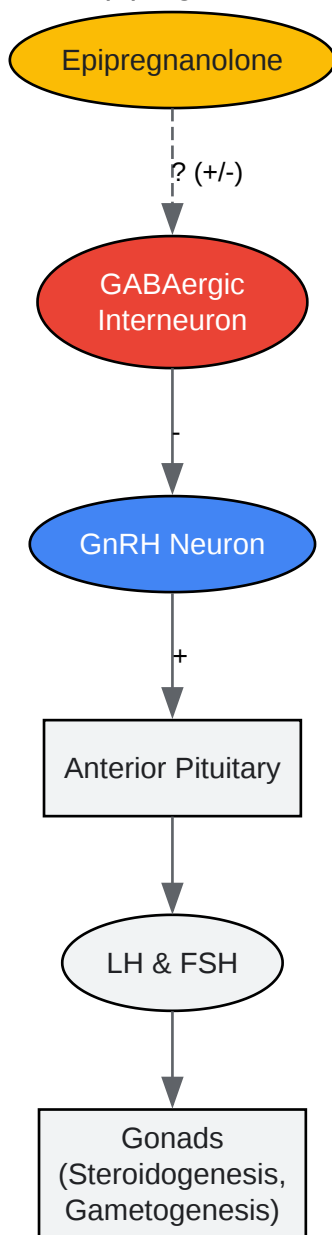 Epipregnanolone
? (+/-)
GABAergic
Interneuron
-
GnRH Neuron
+
Anterior Pituitary
LH & FSH
Gonads
(Steroidogenesis,
Gametogenesis)